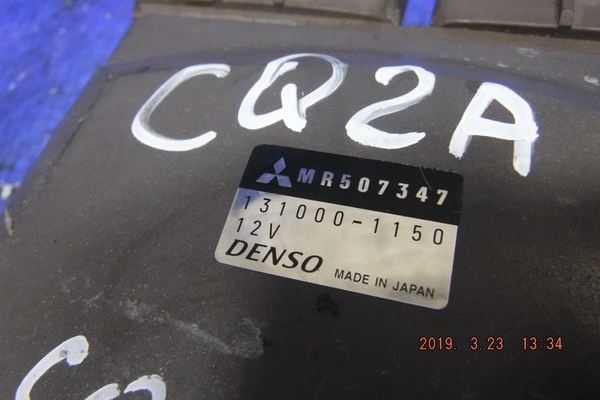 CQ2A
MR507347
131000-1150
12V
DENSO MADE IN JAPAN
2019. 3.23 13:34